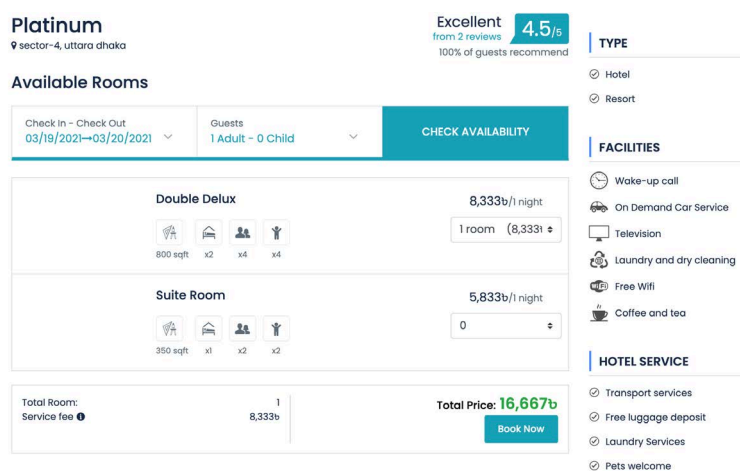 Platinum
sector-4, uttara dhaka
Excellent
from 2 reviews
4.5/5
100% of guests recommend
Available Rooms
Check In - Check Out
03/19/2021→03/20/2021
Guests
1 Adult - 0 Child
CHECK AVAILABILITY
Double Delux
8,333৳/1 night
800 sqft x2 x4 x4
1 room (8,333৳
Suite Room
5,833৳/1 night
350 sqft x1 x2 x2
0
Total Room: 1
Service fee 8,333৳
Total Price: 16,667৳
Book Now
TYPE
Hotel
Resort
FACILITIES
Wake-up call
On Demand Car Service
Television
Laundry and dry cleaning
WiFi
Free Wifi
Coffee and tea
HOTEL SERVICE
Transport services
Free luggage deposit
Laundry Services
Pets welcome